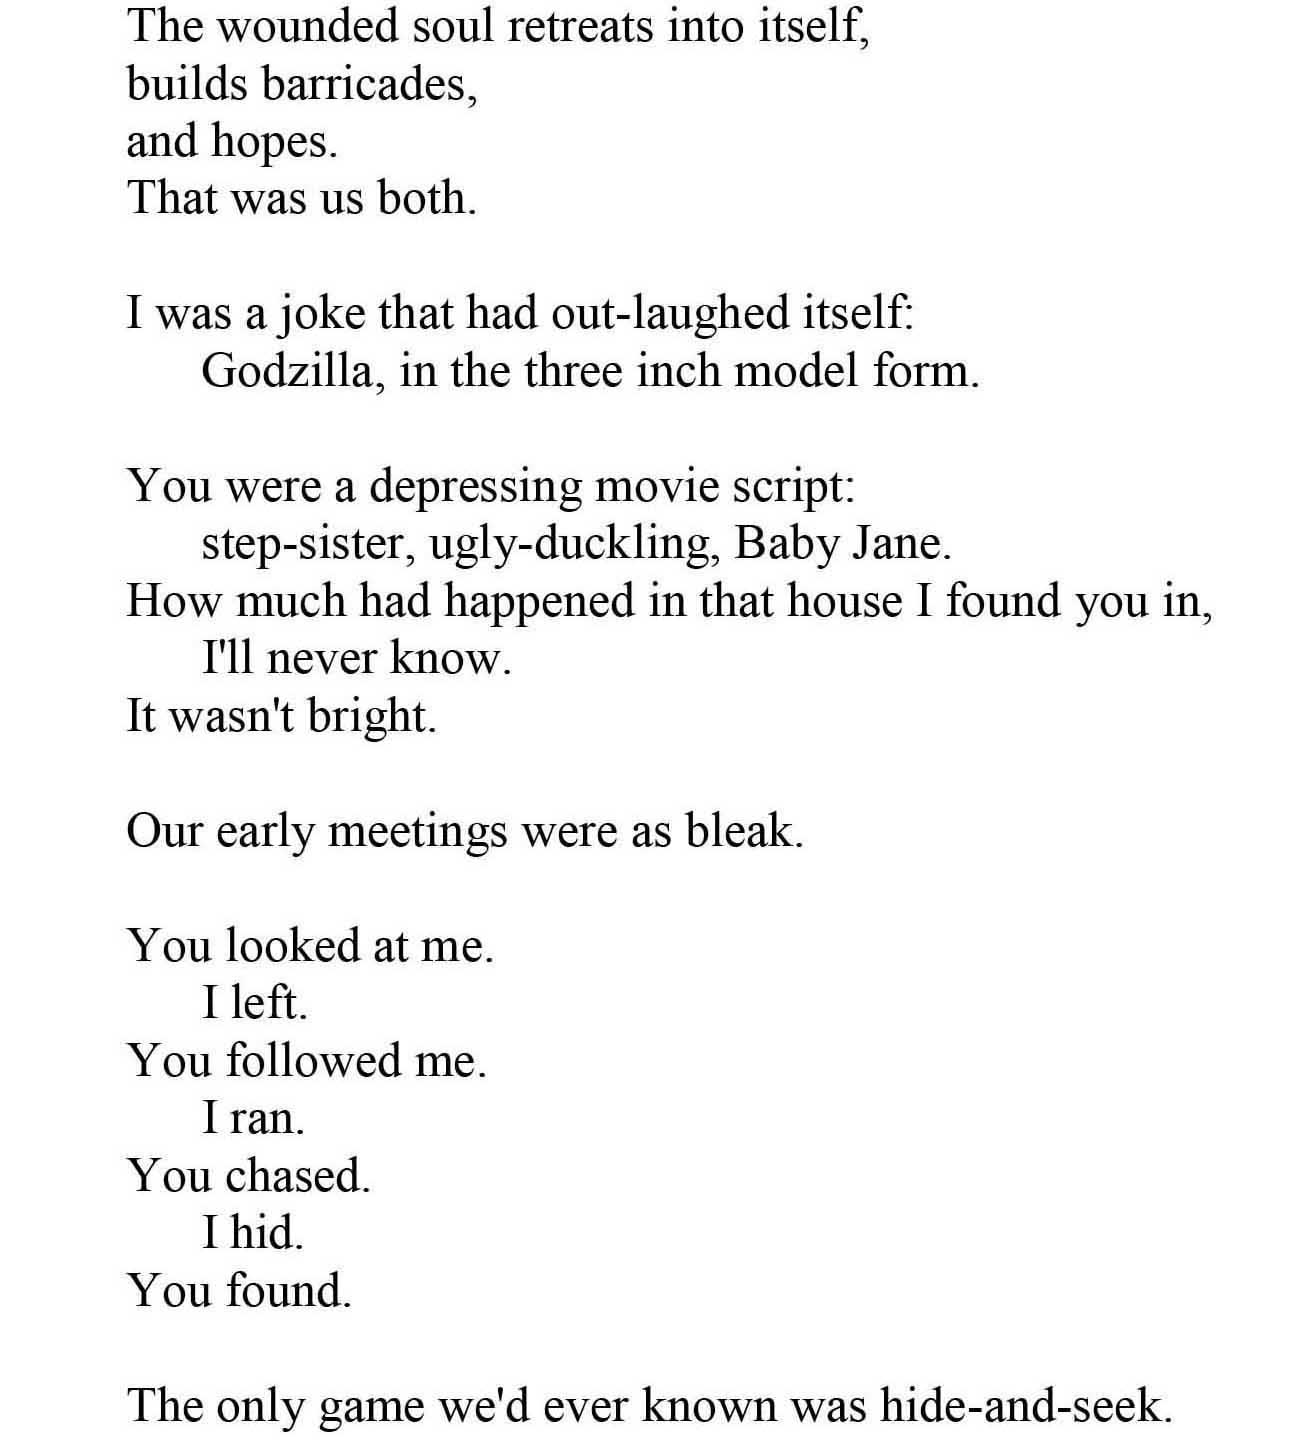 The wounded soul retreats into itself,
builds barricades,
and hopes.
That was us both.
I was a joke that had out-laughed itself:
Godzilla, in the three inch model form.
You were a depressing movie script:
step-sister, ugly-duckling, Baby Jane.
How much had happened in that house I found you in,
I'll never know.
It wasn't bright.
Our early meetings were as bleak.
You looked at me.
I left.
You followed me.
I ran.
You chased.
I hid.
You found.
The only game we'd ever known was hide-and-seek.